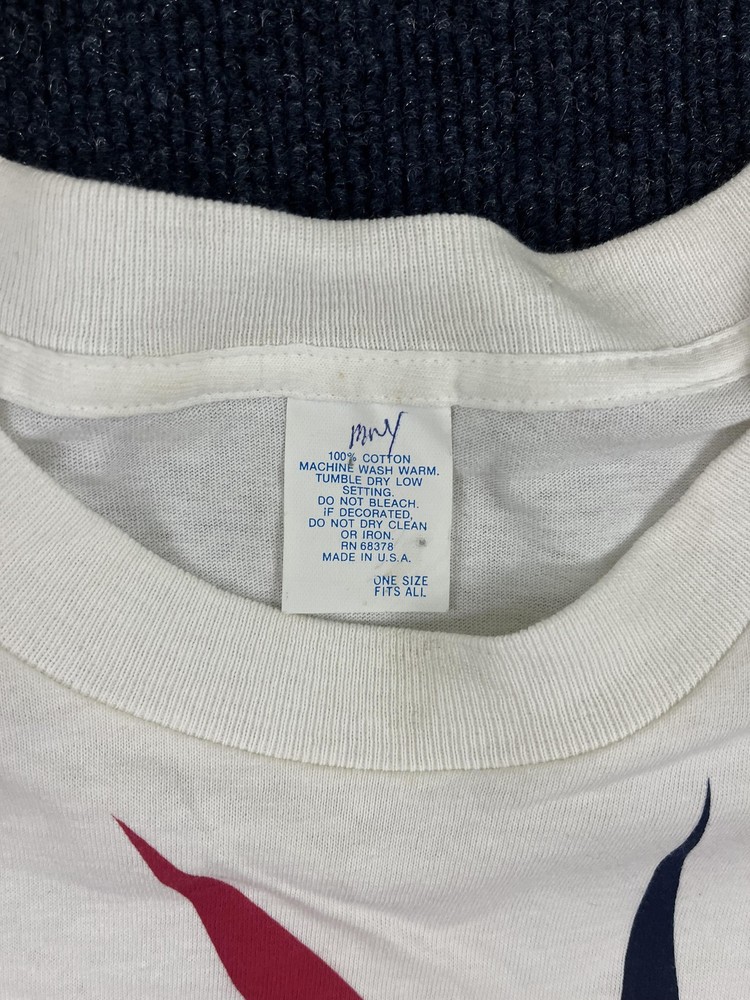 100% COTTON
MACHINE WASH WARM.
TUMBLE DRY LOW
SETTING.
DO NOT BLEACH.
IF DECORATED,
DO NOT DRY CLEAN
OR IRON.
RN 68378
MADE IN U.S.A.
ONE SIZE
FITS ALL